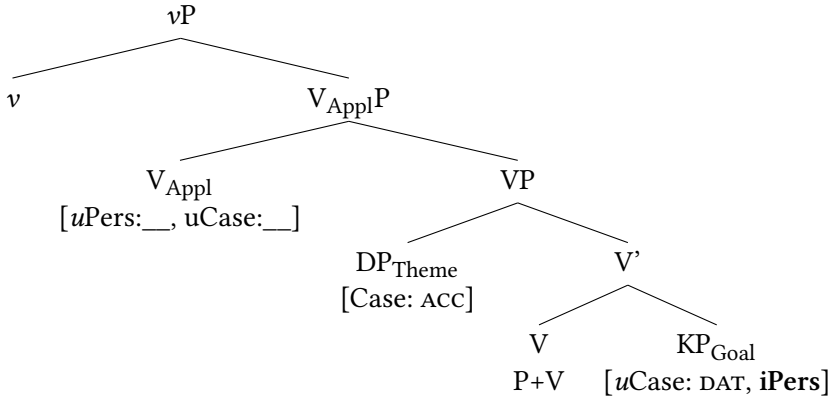 vP
v V_ApplP
V_Appl VP
[uPers:__, uCase:__]
DP_Theme V’
[Case: ACC]
V KP_Goal
P+V [uCase: DAT, iPers]